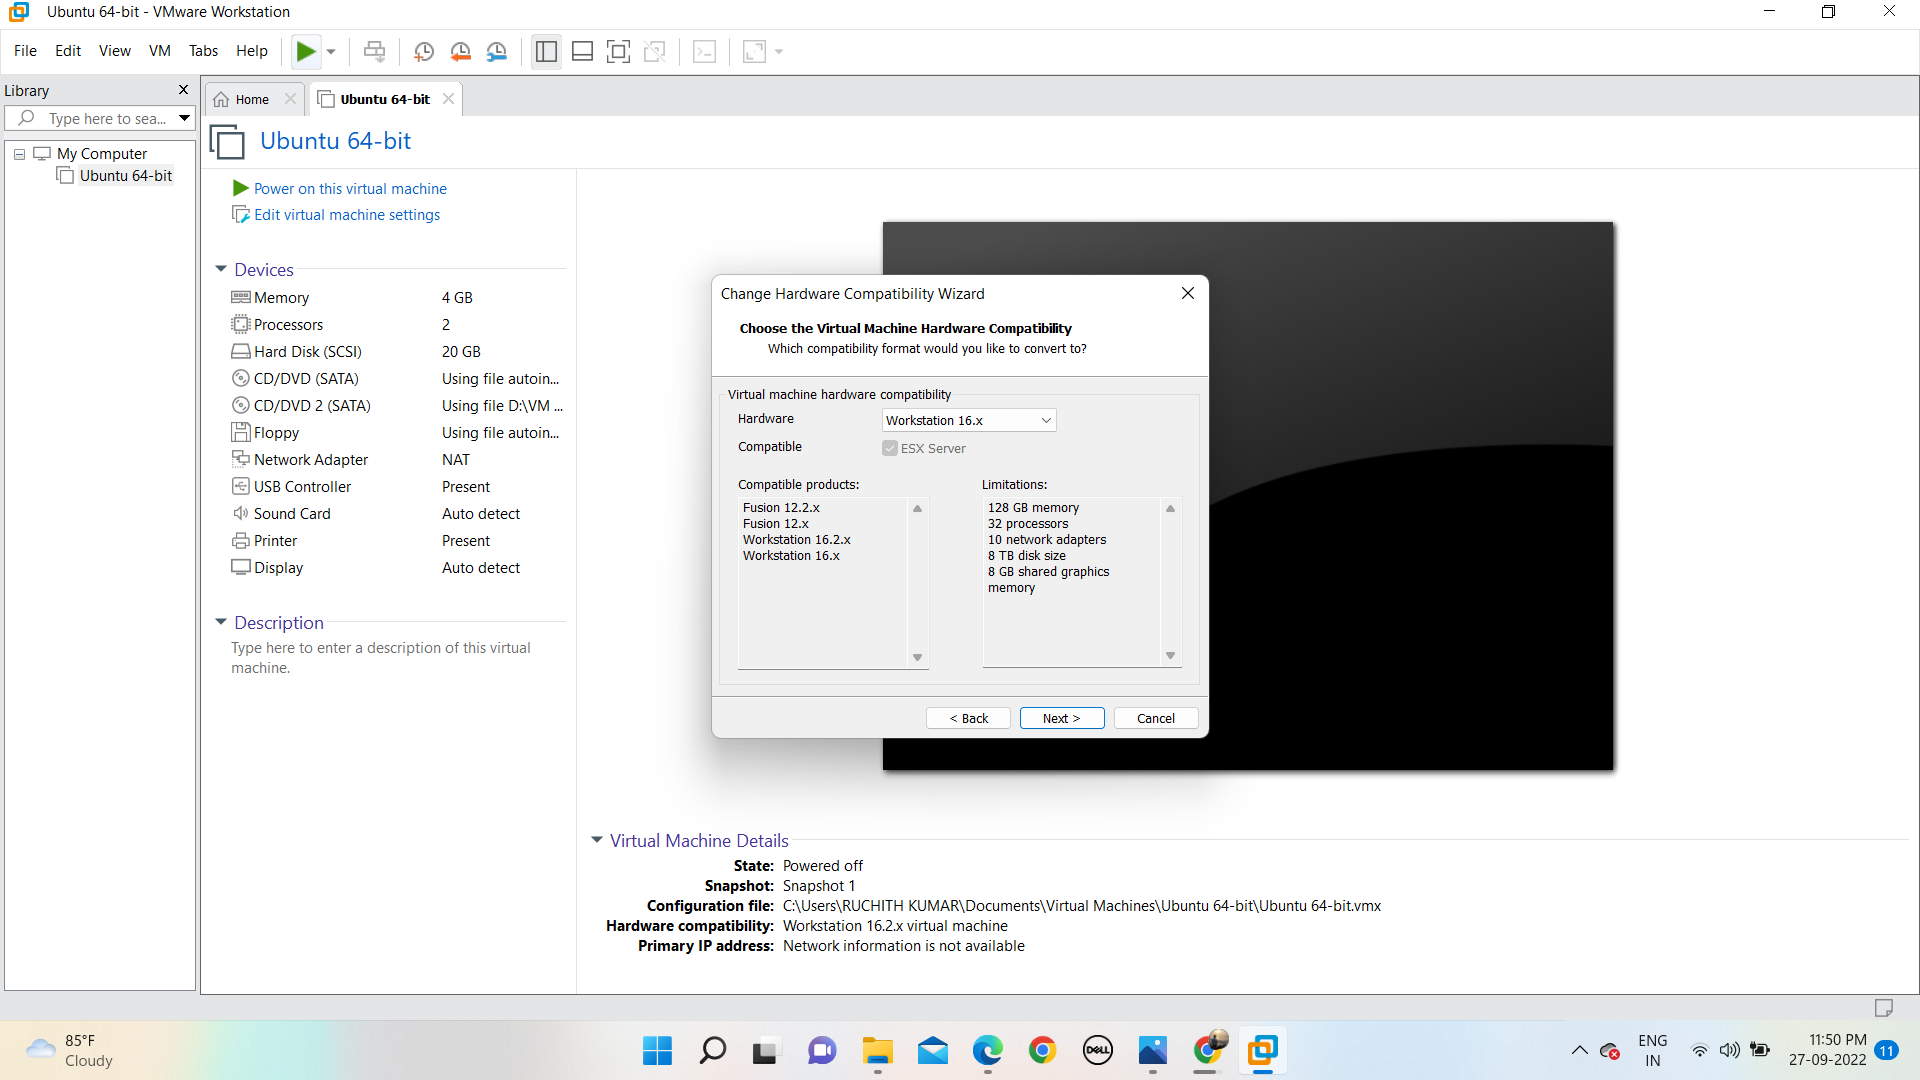 Ubuntu 64-bit - VMware Workstation
File Edit View VM Tabs Help
Library
Type here to sea...
My Computer
Ubuntu 64-bit
Home
Ubuntu 64-bit
Ubuntu 64-bit
Power on this virtual machine
Edit virtual machine settings
Devices
Memory 4 GB
Processors 2
Hard Disk (SCSI) 20 GB
CD/DVD (SATA) Using file autoin...
CD/DVD 2 (SATA) Using file D:\VM ...
Floppy Using file autoin...
Network Adapter NAT
USB Controller Present
Sound Card Auto detect
Printer Present
Display Auto detect
Description
Type here to enter a description of this virtual
machine.
Change Hardware Compatibility Wizard
Choose the Virtual Machine Hardware Compatibility
Which compatibility format would you like to convert to?
Virtual machine hardware compatibility
Hardware Workstation 16.x
Compatible ESX Server
Compatible products:
Fusion 12.2.x
Fusion 12.x
Workstation 16.2.x
Workstation 16.x
Limitations:
128 GB memory
32 processors
10 network adapters
8 TB disk size
8 GB shared graphics
memory
< Back Next > Cancel
Virtual Machine Details
State: Powered off
Snapshot: Snapshot 1
Configuration file: C:\Users\RUCHITH KUMAR\Documents\Virtual Machines\Ubuntu 64-bit\Ubuntu 64-bit.vmx
Hardware compatibility: Workstation 16.2.x virtual machine
Primary IP address: Network information is not available
85°F
Cloudy
DELL
ENG
IN
11:50 PM
27-09-2022
11